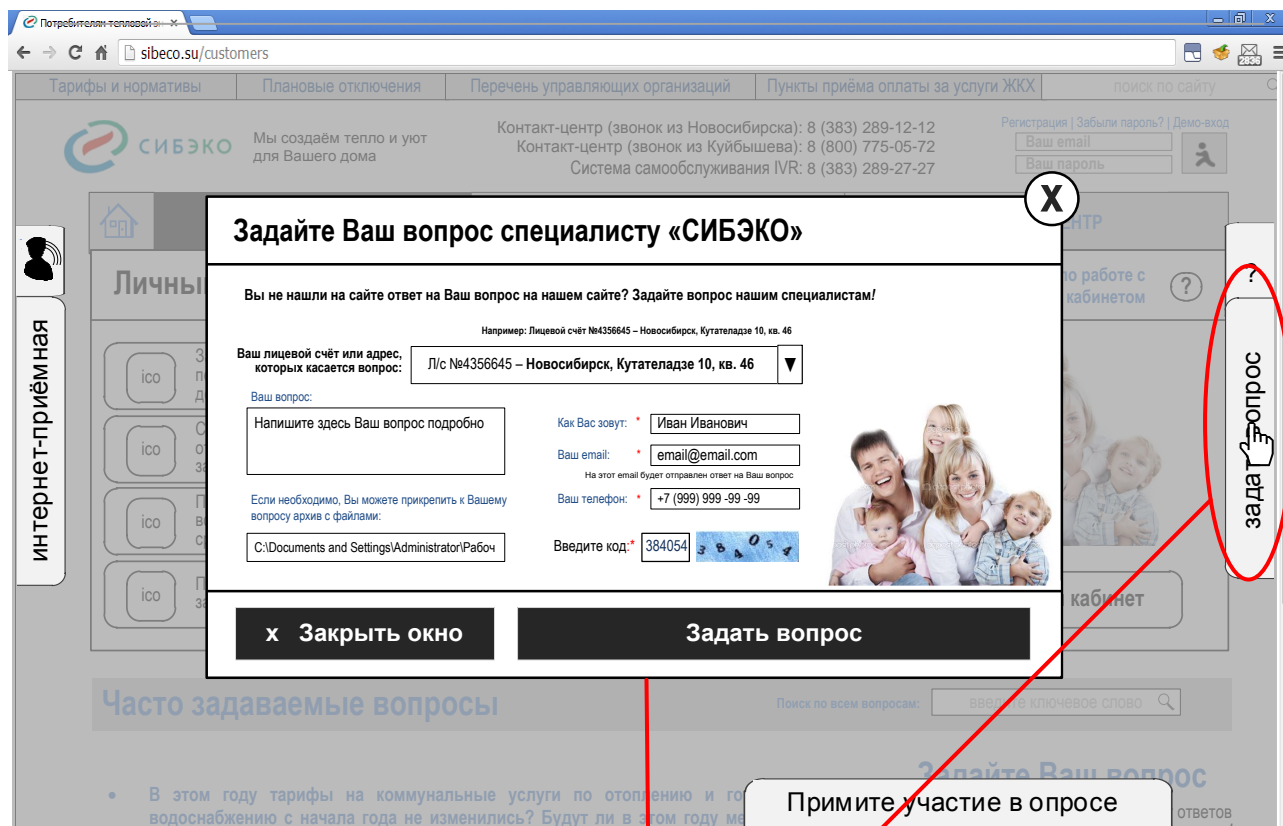 Потребителям тепловой эн
sibeco.su/customers
2836
Тарифы и нормативы
Плановые отключения
Перечень управляющих организаций
Пункты приёма оплаты за услуги ЖКХ
поиск по сайту
СИБЭКО
Мы создаём тепло и уют
для Вашего дома
Контакт-центр (звонок из Новосибирска): 8 (383) 289-12-12
Контакт-центр (звонок из Куйбышева): 8 (800) 775-05-72
Система самообслуживания IVR: 8 (383) 289-27-27
Регистрация | Забыли пароль? | Демо-вход
Ваш email
Ваш пароль
X
Задайте Ваш вопрос специалисту «СИБЭКО»
ЕНТР
Личны
по работе с
кабинетом
?
?
интернет-приёмная
задать вопрос
Вы не нашли на сайте ответ на Ваш вопрос на нашем сайте? Задайте вопрос нашим специалистам!
Например: Лицевой счёт №4356645 – Новосибирск, Кутателадзе 10, кв. 46
Ваш лицевой счёт или адрес,
которых касается вопрос:
Л/с №4356645 – Новосибирск, Кутателадзе 10, кв. 46
Ваш вопрос:
Напишите здесь Ваш вопрос подробно
Как Вас зовут: * Иван Иванович
Ваш email: * email@email.com
На этот email будет отправлен ответ на Ваш вопрос
Если необходимо, Вы можете прикрепить к Вашему
вопросу архив с файлами:
Ваш телефон: * +7 (999) 999 -99 -99
C:\Documents and Settings\Administrator\Рабоч
Введите код:* 384054 384054
ico
ico
ico
ico
кабинет
x Закрыть окно
Задать вопрос
Часто задаваемые вопросы
Поиск по всем вопросам:
введите ключевое слово
Задайте Ваш вопрос
Примите участие в опросе
ответов
• В этом году тарифы на коммунальные услуги по отоплению и го
водоснабжению с начала года не изменились? Будут ли в этом году ме